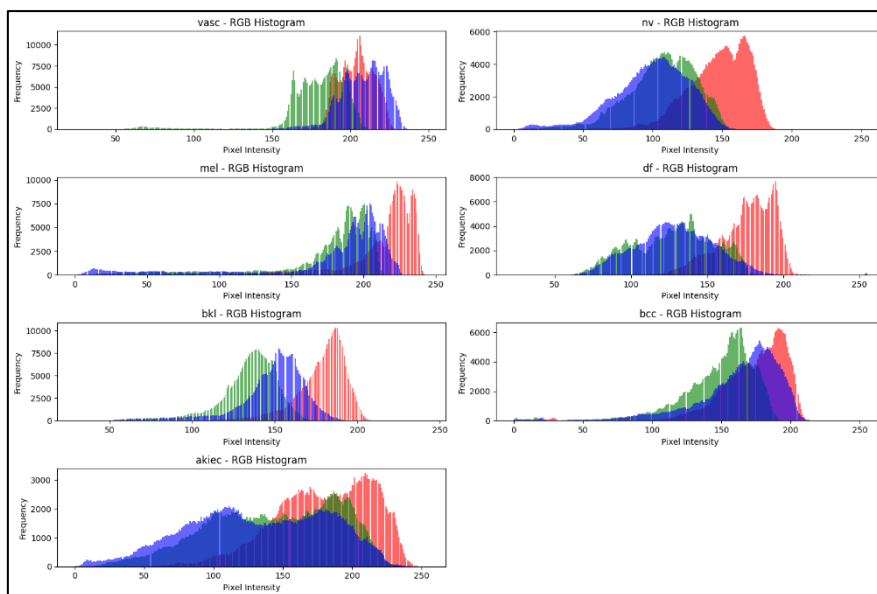 vasc - RGB Histogram
Frequency
10000
7500
5000
2500
0
50 100 150 200 250
Pixel Intensity
nv - RGB Histogram
Frequency
6000
4000
2000
0
0 50 100 150 200 250
Pixel Intensity
mel - RGB Histogram
Frequency
10000
7500
5000
2500
0
0 50 100 150 200 250
Pixel Intensity
df - RGB Histogram
Frequency
8000
6000
4000
2000
0
50 100 150 200 250
Pixel Intensity
bkl - RGB Histogram
Frequency
10000
7500
5000
2500
0
50 100 150 200 250
Pixel Intensity
bcc - RGB Histogram
Frequency
6000
4000
2000
0
0 50 100 150 200 250
Pixel Intensity
akiec - RGB Histogram
Frequency
3000
2000
1000
0
0 50 100 150 200 250
Pixel Intensity